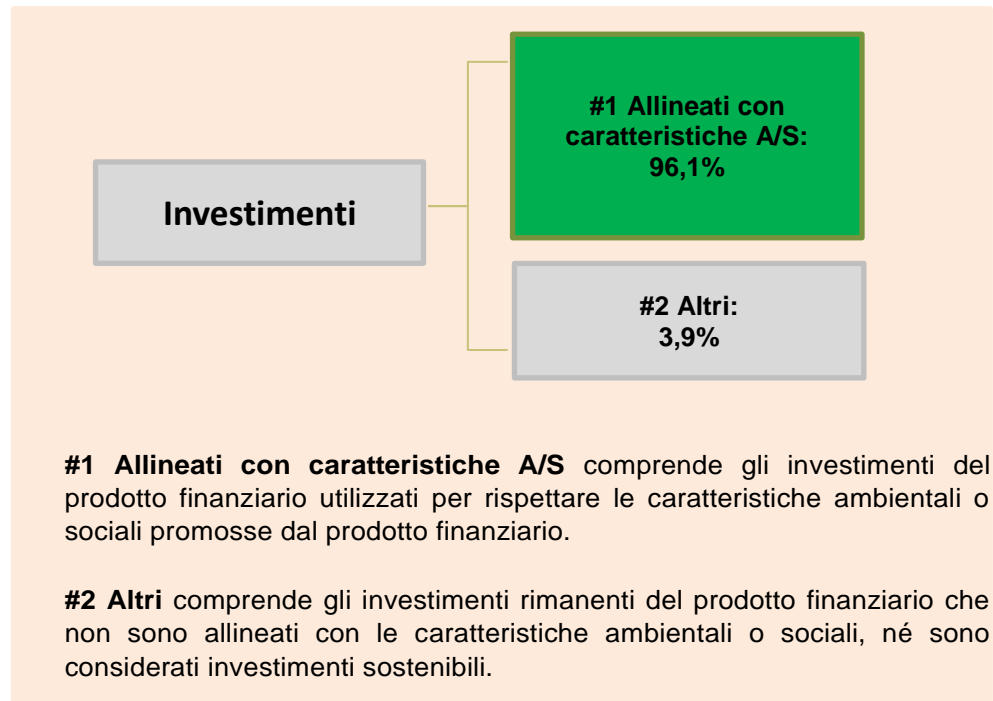 #1 Allineati con
caratteristiche A/S:
96,1%
Investimenti
#2 Altri:
3,9%
#1 Allineati con caratteristiche A/S comprende gli investimenti del
prodotto finanziario utilizzati per rispettare le caratteristiche ambientali o
sociali promosse dal prodotto finanziario.
#2 Altri comprende gli investimenti rimanenti del prodotto finanziario che
non sono allineati con le caratteristiche ambientali o sociali, né sono
considerati investimenti sostenibili.